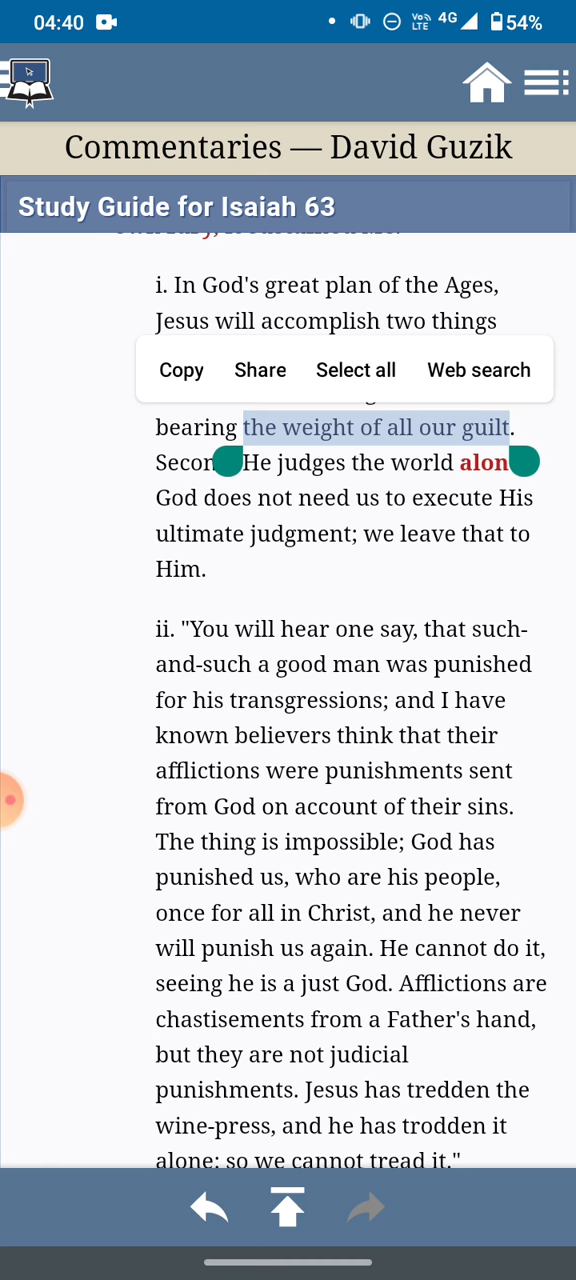 04:40
Vo))
LTE
4G
54%
Commentaries — David Guzik
Study Guide for Isaiah 63
i. In God's great plan of the Ages,
Jesus will accomplish two things
Copy Share Select all Web search
bearing the weight of all our guilt.
He judges the world alon
God does not need us to execute His
ultimate judgment; we leave that to
Him.
ii. "You will hear one say, that such-
and-such a good man was punished
for his transgressions; and I have
known believers think that their
afflictions were punishments sent
from God on account of their sins.
The thing is impossible; God has
punished us, who are his people,
once for all in Christ, and he never
will punish us again. He cannot do it,
seeing he is a just God. Afflictions are
chastisements from a Father's hand,
but they are not judicial
punishments. Jesus has tredden the
wine-press, and he has trodden it
alone; so we cannot tread it."